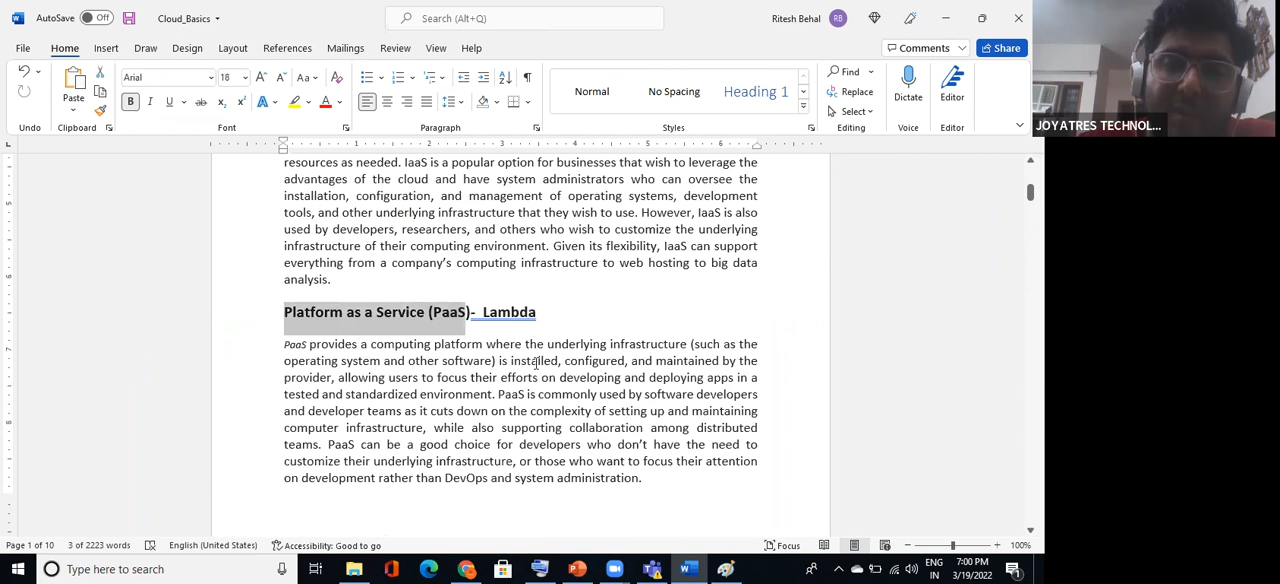 AutoSave Off Cloud_Basics Search (Alt+Q) Ritesh Behal RB
File Home Insert Draw Design Layout References Mailings Review View Help Comments Share
Arial 18 Aa Find
Paste Normal No Spacing Heading 1 Replace Dictate Editor
B I U ab x₂ x² A A Select
Undo Clipboard Font Paragraph Styles Editing Voice Editor
JOYATRES TECHNOL...
1 2 3 4 5 6
resources as needed. IaaS is a popular option for businesses that wish to leverage the
advantages of the cloud and have system administrators who can oversee the
installation, configuration, and management of operating systems, development
tools, and other underlying infrastructure that they wish to use. However, IaaS is also
used by developers, researchers, and others who wish to customize the underlying
infrastructure of their computing environment. Given its flexibility, IaaS can support
everything from a company's computing infrastructure to web hosting to big data
analysis.
Platform as a Service (PaaS)- Lambda
PaaS provides a computing platform where the underlying infrastructure (such as the
operating system and other software) is installed, configured, and maintained by the
provider, allowing users to focus their efforts on developing and deploying apps in a
tested and standardized environment. PaaS is commonly used by software developers
and developer teams as it cuts down on the complexity of setting up and maintaining
computer infrastructure, while also supporting collaboration among distributed
teams. PaaS can be a good choice for developers who don't have the need to
customize their underlying infrastructure, or those who want to focus their attention
on development rather than DevOps and system administration.
Page 1 of 10 3 of 2223 words English (United States) Accessibility: Good to go Focus 100%
Type here to search ENG IN 7:00 PM 3/19/2022